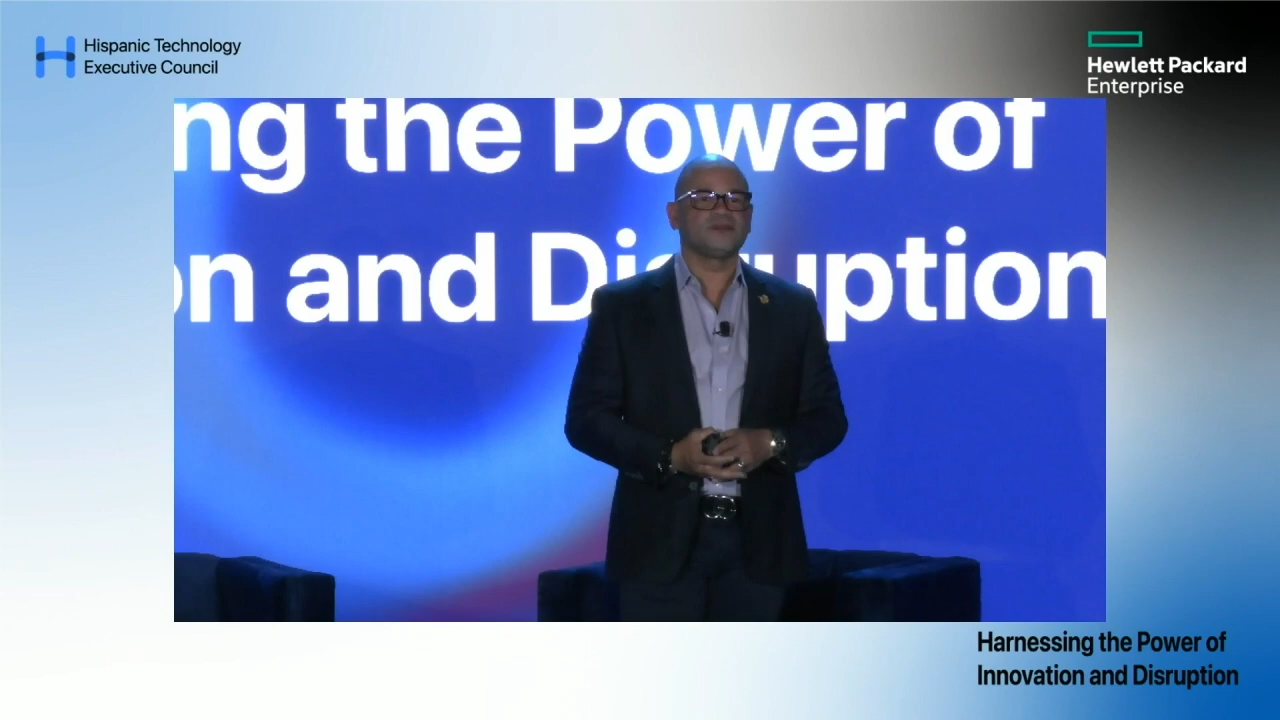 Hispanic Technology
Executive Council
Hewlett Packard
Enterprise
ng the Power of
on and Disruption
Harnessing the Power of
Innovation and Disruption